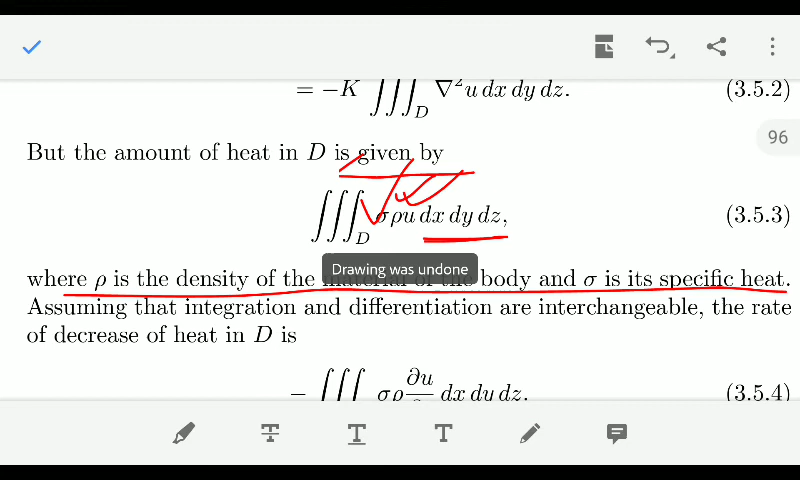 = −K ∭_D ∇²u dx dy dz. (3.5.2)
96
But the amount of heat in D is given by
∭_D σρu dx dy dz, (3.5.3)
Drawing was undone
where ρ is the density of the material of the body and σ is its specific heat.
Assuming that integration and differentiation are interchangeable, the rate
of decrease of heat in D is
− ∭ σρ ∂u dx dy dz. (3.5.4)
T T T